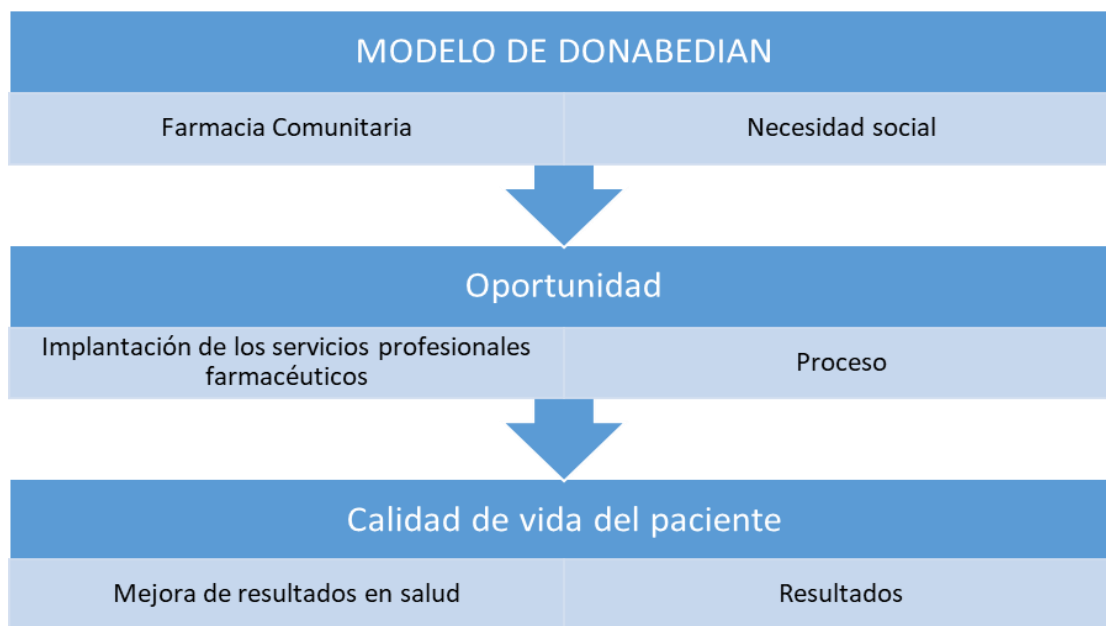 MODELO DE DONABEDIAN
Farmacia Comunitaria
Necesidad social
Oportunidad
Implantación de los servicios profesionales
farmacéuticos
Proceso
Calidad de vida del paciente
Mejora de resultados en salud
Resultados